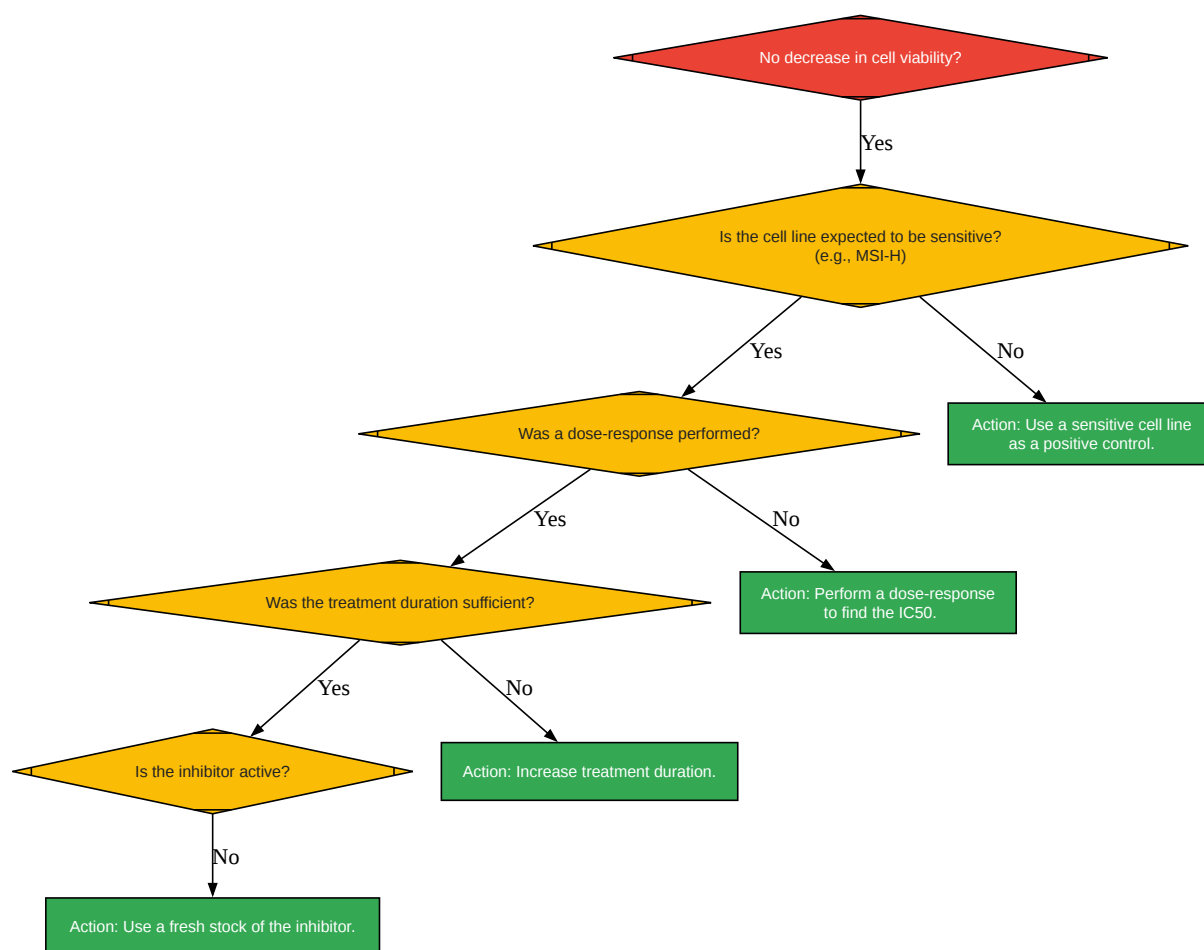 No decrease in cell viability?
Yes
Is the cell line expected to be sensitive?
(e.g., MSI-H)
Yes
No
Action: Use a sensitive cell line
as a positive control.
Was a dose-response performed?
Yes
No
Action: Perform a dose-response
to find the IC50.
Was the treatment duration sufficient?
Yes
No
Action: Increase treatment duration.
Is the inhibitor active?
No
Action: Use a fresh stock of the inhibitor.